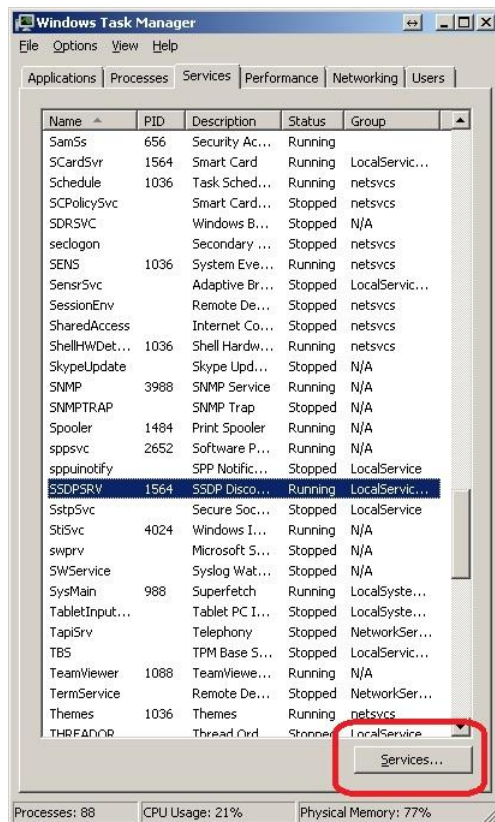 Windows Task Manager
File Options View Help
Applications Processes Services Performance Networking Users
Name PID Description Status Group
SamSs 656 Security Ac... Running
SCardSvr 1564 Smart Card Running LocalServic...
Schedule 1036 Task Sched... Running netsvcs
SCPolicySvc Smart Card... Stopped netsvcs
SDRSVC Windows B... Stopped N/A
seclogon Secondary ... Stopped netsvcs
SENS 1036 System Eve... Running netsvcs
SensrSvc Adaptive Br... Stopped LocalServic...
SessionEnv Remote De... Stopped netsvcs
SharedAccess Internet Co... Stopped netsvcs
ShellHWDet... 1036 Shell Hardw... Running netsvcs
SkypeUpdate Skype Upd... Stopped N/A
SNMP 3988 SNMP Service Running N/A
SNMPTRAP SNMP Trap Stopped N/A
Spooler 1484 Print Spooler Running N/A
sppsvc 2652 Software P... Running N/A
sppuinotify SPP Notific... Stopped LocalService
SSDPSRV 1564 SSDP Disco... Running LocalServic...
SstpSvc Secure Soc... Stopped LocalService
StiSvc 4024 Windows I... Running N/A
swprv Microsoft S... Stopped N/A
SWService Syslog Wat... Stopped N/A
SysMain 988 Superfetch Running LocalSyste...
TabletInput... Tablet PC I... Stopped LocalSyste...
TapiSrv Telephony Stopped NetworkSer...
TBS TPM Base S... Stopped LocalServic...
TeamViewer 1088 TeamViewe... Running N/A
TermService Remote De... Stopped NetworkSer...
Themes 1036 Themes Running netsvcs
THREADOR Thread Ord Stopped LocalService
Services...
Processes: 88 CPU Usage: 21% Physical Memory: 77%